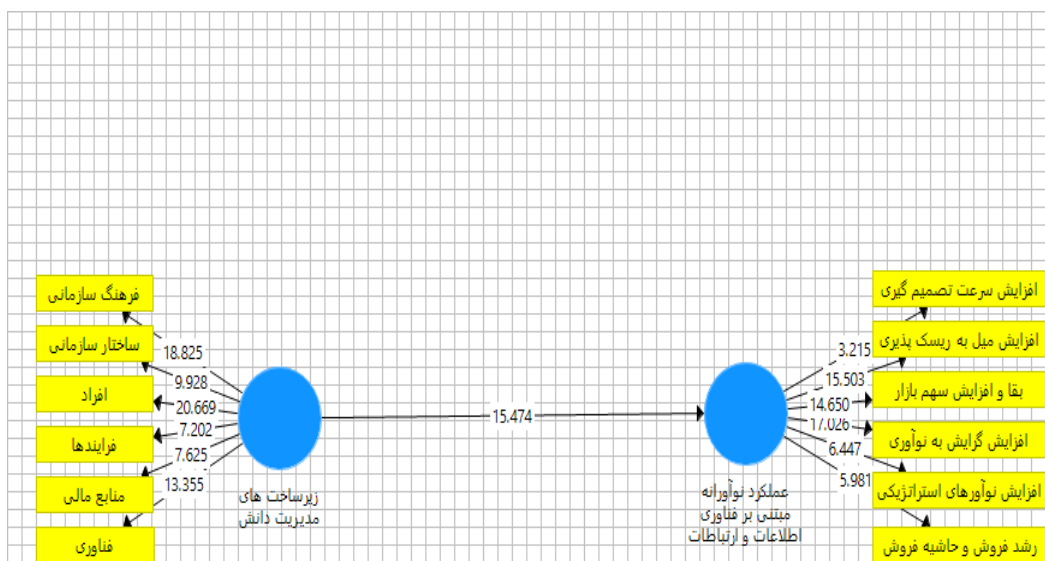 فرهنگ سازمانی
ساختار سازمانی
افراد
فرایندها
منابع مالی
فناوری
18.825
9.928
20.669
7.202
7.625
13.355
زیرساخت های
مدیریت دانش
15.474
عملکرد نوآورانه
مبتنی بر فناوری
اطلاعات و ارتباطات
3.215
15.503
14.650
17.026
6.447
5.981
افزایش سرعت تصمیم گیری
افزایش میل به ریسک پذیری
بقا و افزایش سهم بازار
افزایش گرایش به نوآوری
افزایش نوآورهای استراتژیکی
رشد فروش و حاشیه فروش